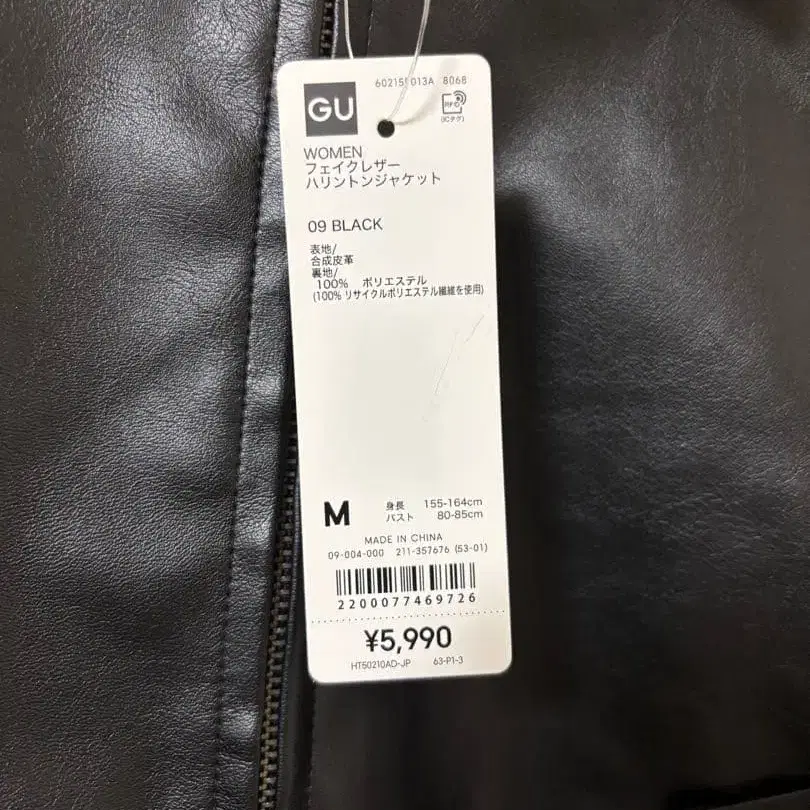 GU
8068
RFID
(ICタグ)
WOMEN
フェイクレザー
ハリントンジャケット
09 BLACK
表地/
合成皮革
裏地/
100% ポリエステル
(100% リサイクルポリエステル繊維を使用)
M 身長 155-164cm
バスト 80-85cm
MADE IN CHINA
09-004-000 211-357676 (53-01)
2200077469726
¥5,990
HT50210AD-JP 63-P1-3